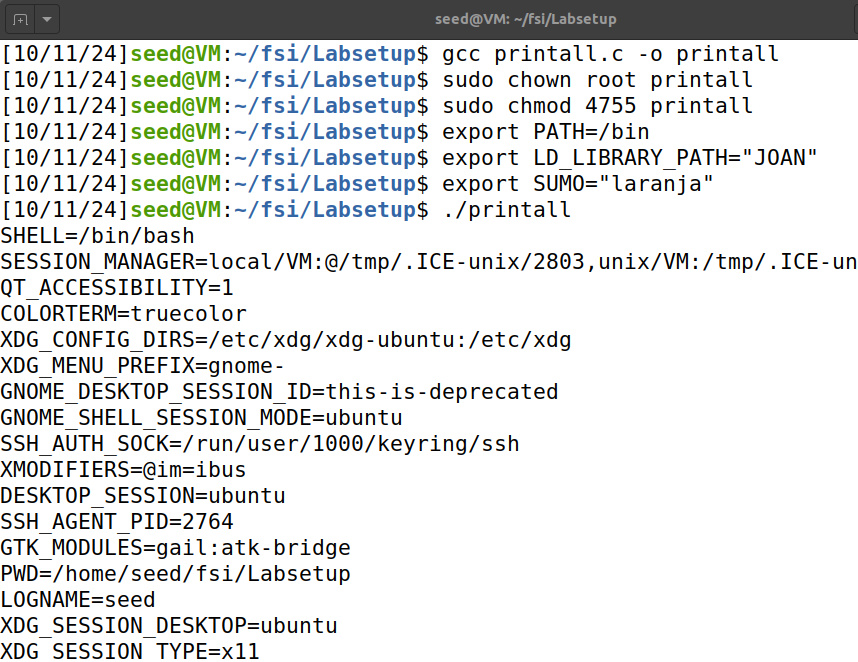 seed@VM: ~/fsi/Labsetup
[10/11/24]seed@VM:~/fsi/Labsetup$ gcc printall.c -o printall
[10/11/24]seed@VM:~/fsi/Labsetup$ sudo chown root printall
[10/11/24]seed@VM:~/fsi/Labsetup$ sudo chmod 4755 printall
[10/11/24]seed@VM:~/fsi/Labsetup$ export PATH=/bin
[10/11/24]seed@VM:~/fsi/Labsetup$ export LD_LIBRARY_PATH="JOAN"
[10/11/24]seed@VM:~/fsi/Labsetup$ export SUMO="laranja"
[10/11/24]seed@VM:~/fsi/Labsetup$ ./printall
SHELL=/bin/bash
SESSION_MANAGER=local/VM:@/tmp/.ICE-unix/2803,unix/VM:/tmp/.ICE-un
QT_ACCESSIBILITY=1
COLORTERM=truecolor
XDG_CONFIG_DIRS=/etc/xdg/xdg-ubuntu:/etc/xdg
XDG_MENU_PREFIX=gnome-
GNOME_DESKTOP_SESSION_ID=this-is-deprecated
GNOME_SHELL_SESSION_MODE=ubuntu
SSH_AUTH_SOCK=/run/user/1000/keyring/ssh
XMODIFIERS=@im=ibus
DESKTOP_SESSION=ubuntu
SSH_AGENT_PID=2764
GTK_MODULES=gail:atk-bridge
PWD=/home/seed/fsi/Labsetup
LOGNAME=seed
XDG_SESSION_DESKTOP=ubuntu
XDG_SESSION_TYPE=x11